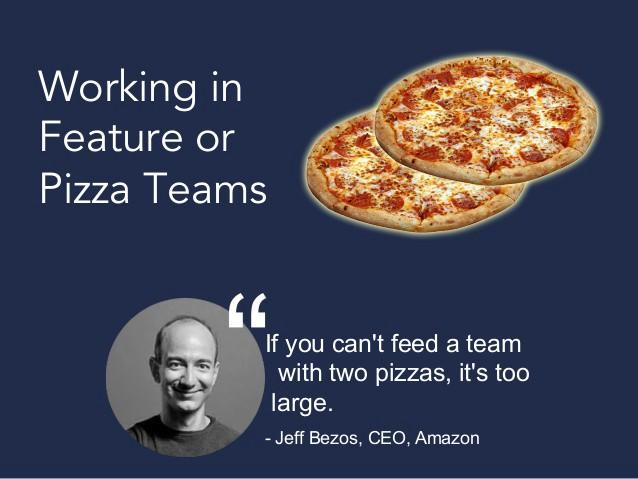 Working in
Feature or
Pizza Teams
“
If you can't feed a team
with two pizzas, it's too
large.
- Jeff Bezos, CEO, Amazon